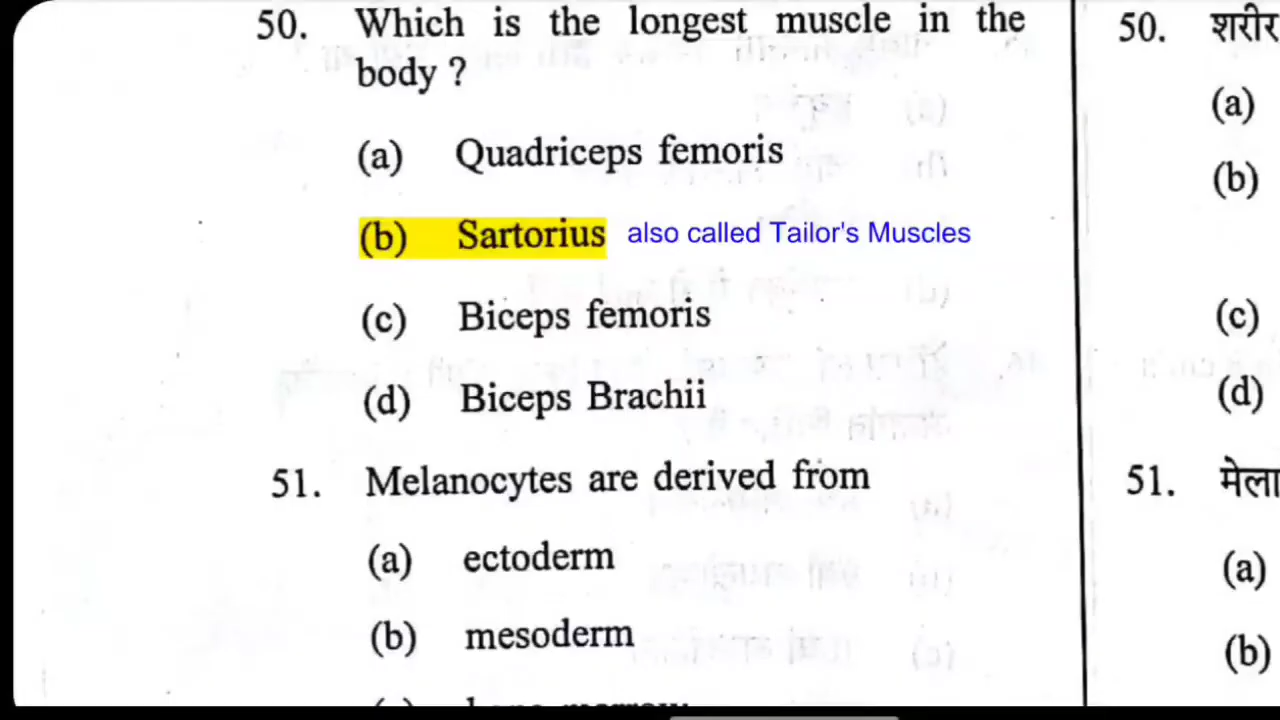 50. Which is the longest muscle in the
body ?
(a) Quadriceps femoris
(b) Sartorius also called Tailor's Muscles
(c) Biceps femoris
(d) Biceps Brachii
51. Melanocytes are derived from
(a) ectoderm
(b) mesoderm
50. शरीर
(a)
(b)
(c)
(d)
51. मेला
(a)
(b)